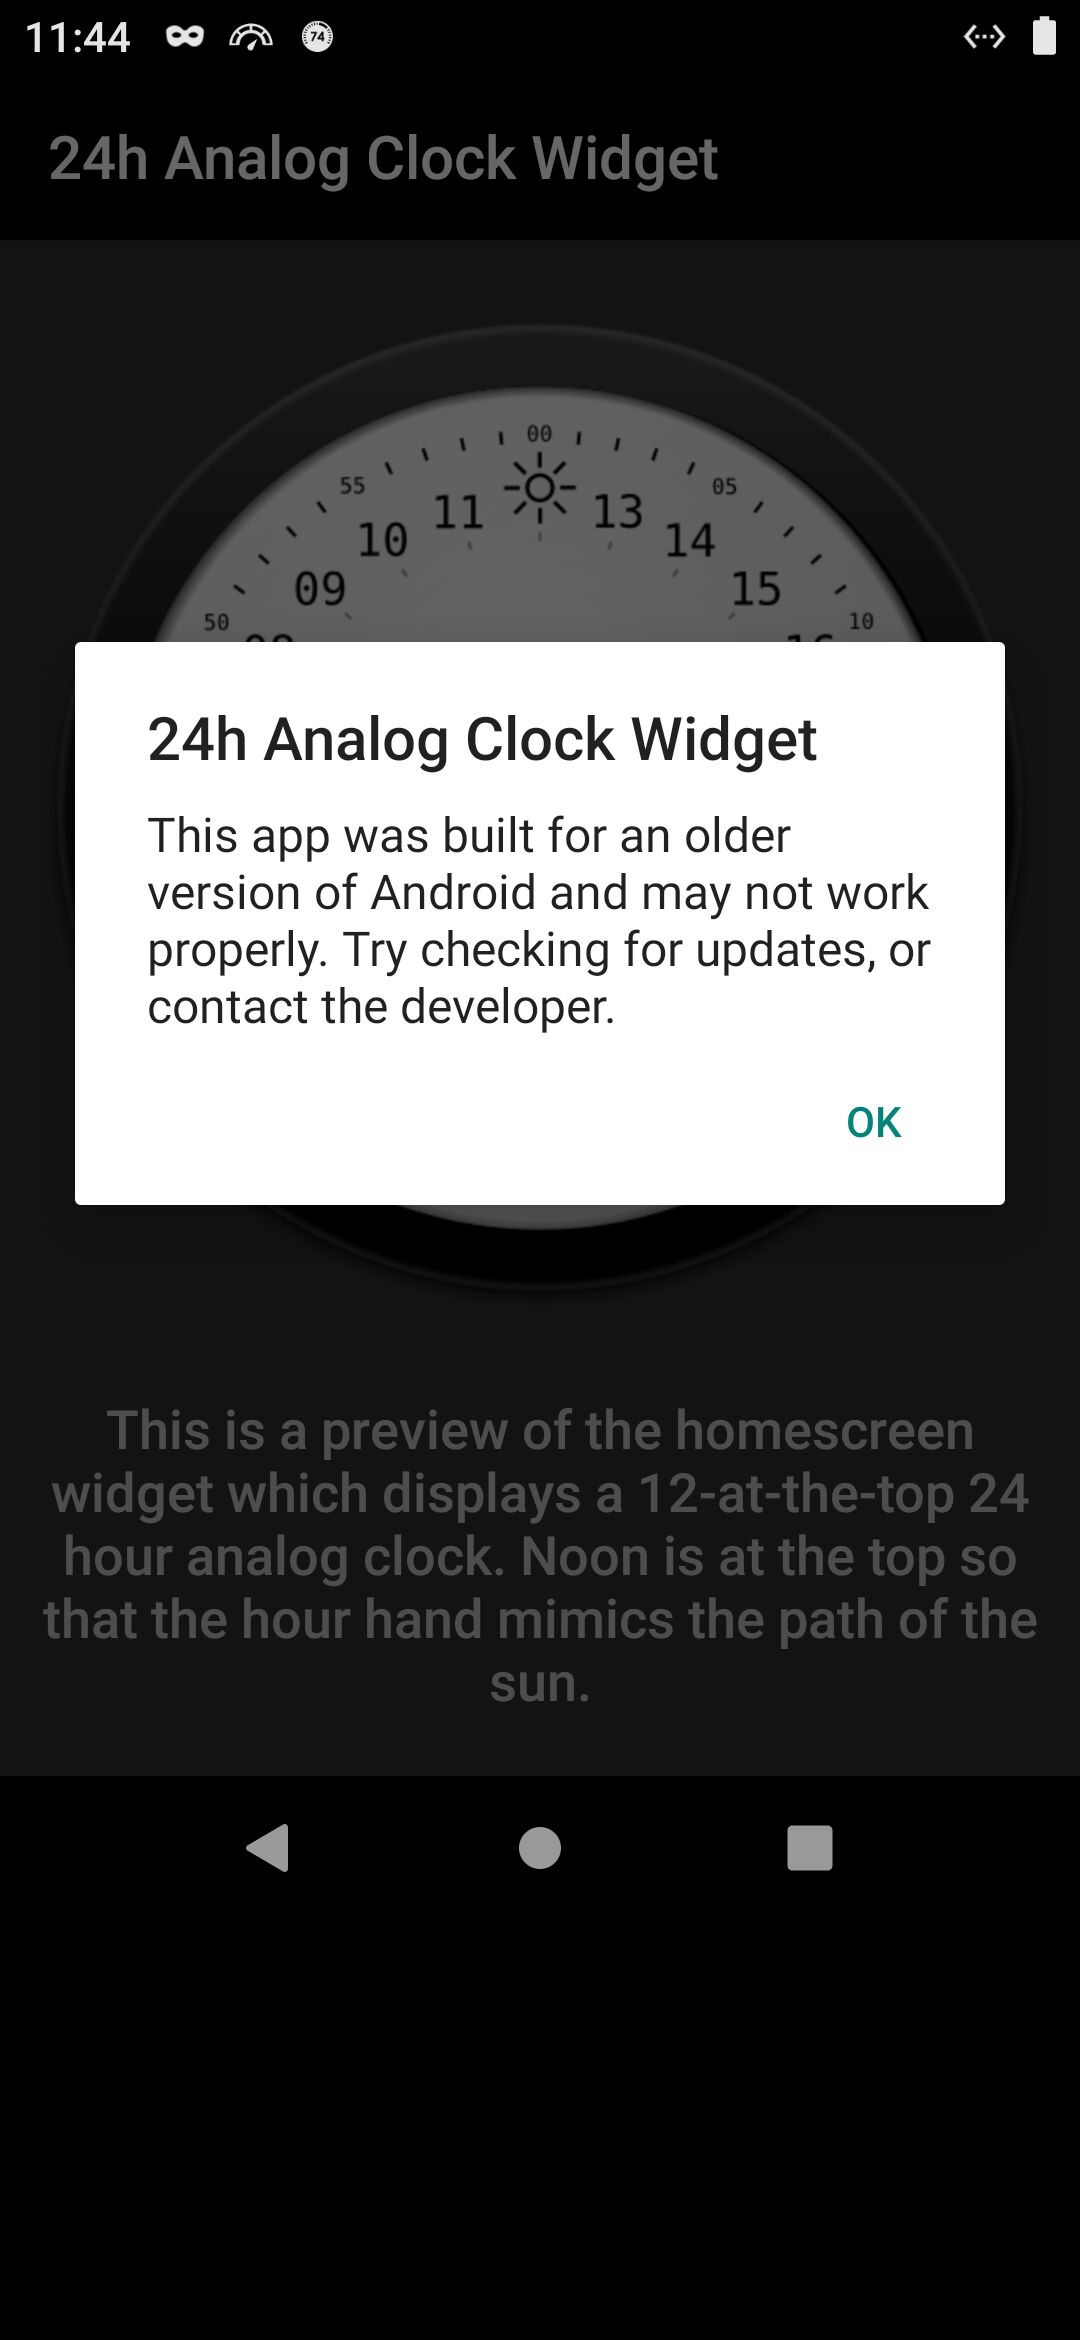 11:44
74
24h Analog Clock Widget
00
55
05
11
13
10
14
09
15
50
10
24h Analog Clock Widget
This app was built for an older
version of Android and may not work
properly. Try checking for updates, or
contact the developer.
OK
This is a preview of the homescreen
widget which displays a 12-at-the-top 24
hour analog clock. Noon is at the top so
that the hour hand mimics the path of the
sun.